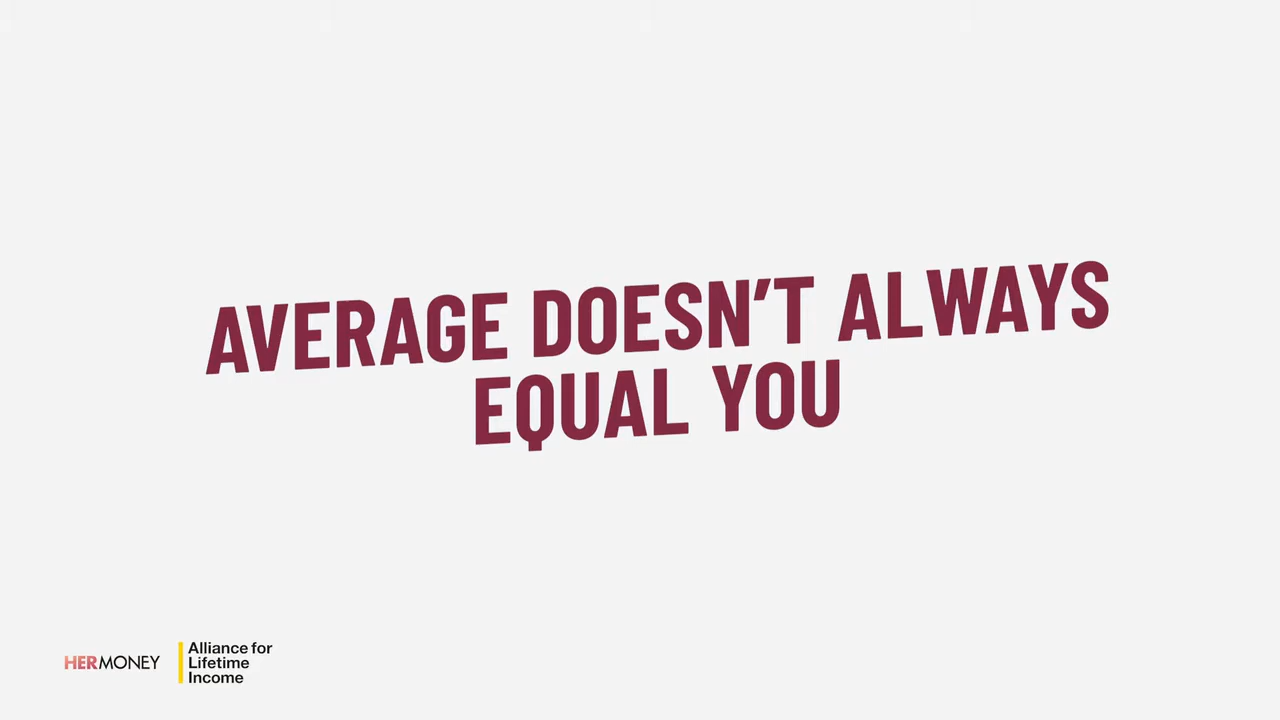 AVERAGE DOESN’T ALWAYS
EQUAL YOU
HERMONEY
Alliance for
Lifetime
Income